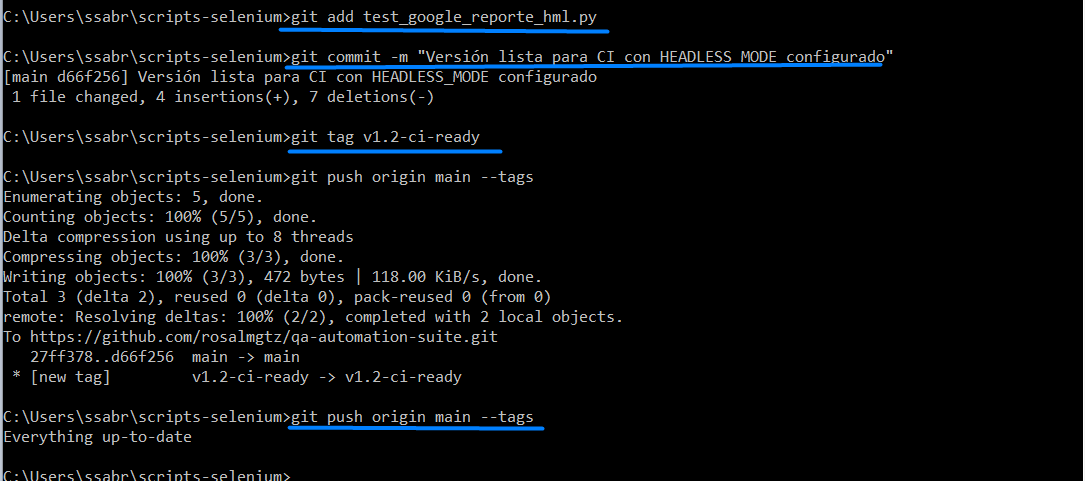 C:\Users\ssabr\scripts-selenium>git add test_google_reporte_hml.py
C:\Users\ssabr\scripts-selenium>git commit -m "Versión lista para CI con HEADLESS_MODE configurado"
[main d66f256] Versión lista para CI con HEADLESS_MODE configurado
 1 file changed, 4 insertions(+), 7 deletions(-)
C:\Users\ssabr\scripts-selenium>git tag v1.2-ci-ready
C:\Users\ssabr\scripts-selenium>git push origin main --tags
Enumerating objects: 5, done.
Counting objects: 100% (5/5), done.
Delta compression using up to 8 threads
Compressing objects: 100% (3/3), done.
Writing objects: 100% (3/3), 472 bytes | 118.00 KiB/s, done.
Total 3 (delta 2), reused 0 (delta 0), pack-reused 0 (from 0)
remote: Resolving deltas: 100% (2/2), completed with 2 local objects.
To https://github.com/rosalmgtz/qa-automation-suite.git
   27ff378..d66f256  main -> main
 * [new tag]         v1.2-ci-ready -> v1.2-ci-ready
C:\Users\ssabr\scripts-selenium>git push origin main --tags
Everything up-to-date
C:\Users\ssabr\scripts-selenium>